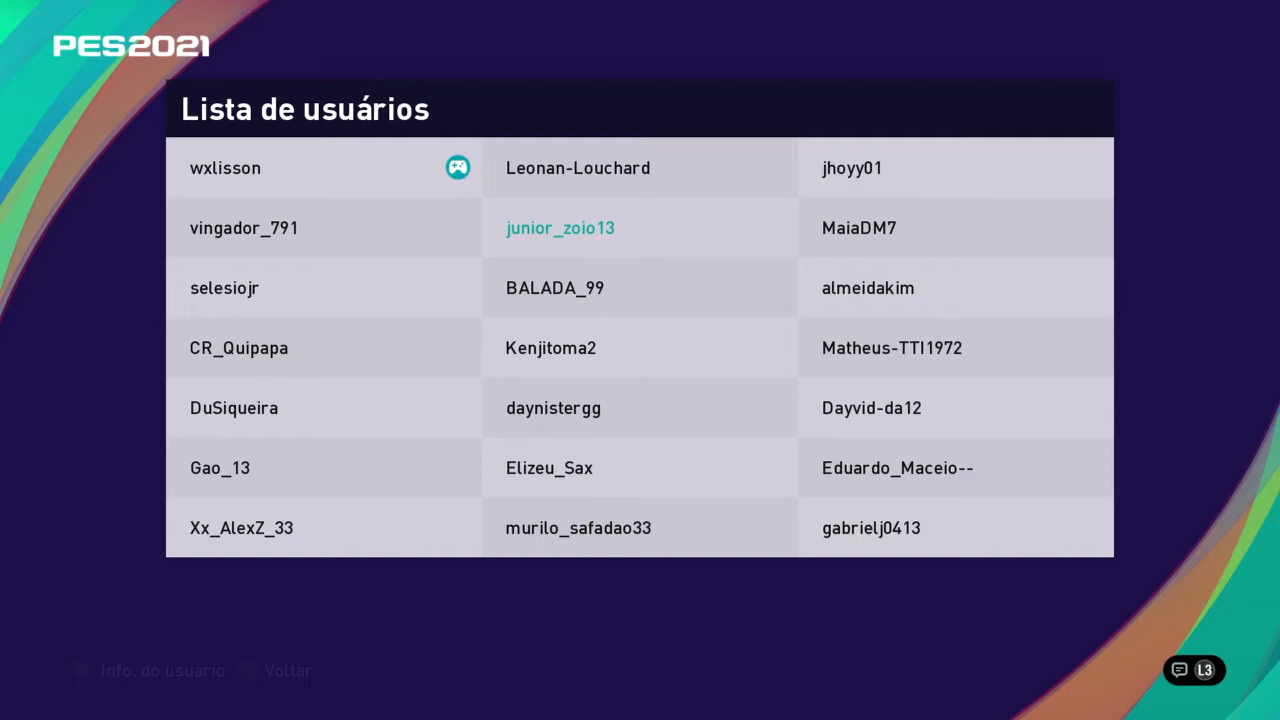 PES2021
Lista de usuários
wxlisson Leonan-Louchard jhoyy01
vingador_791 junior_zoio13 MaiaDM7
selesiojr BALADA_99 almeidakim
CR_Quipapa Kenjitoma2 Matheus-TTI1972
DuSiqueira daynistergg Dayvid-da12
Gao_13 Elizeu_Sax Eduardo_Maceio--
Xx_AlexZ_33 murilo_safadao33 gabrielj0413
Info. do usuário Voltar
L3